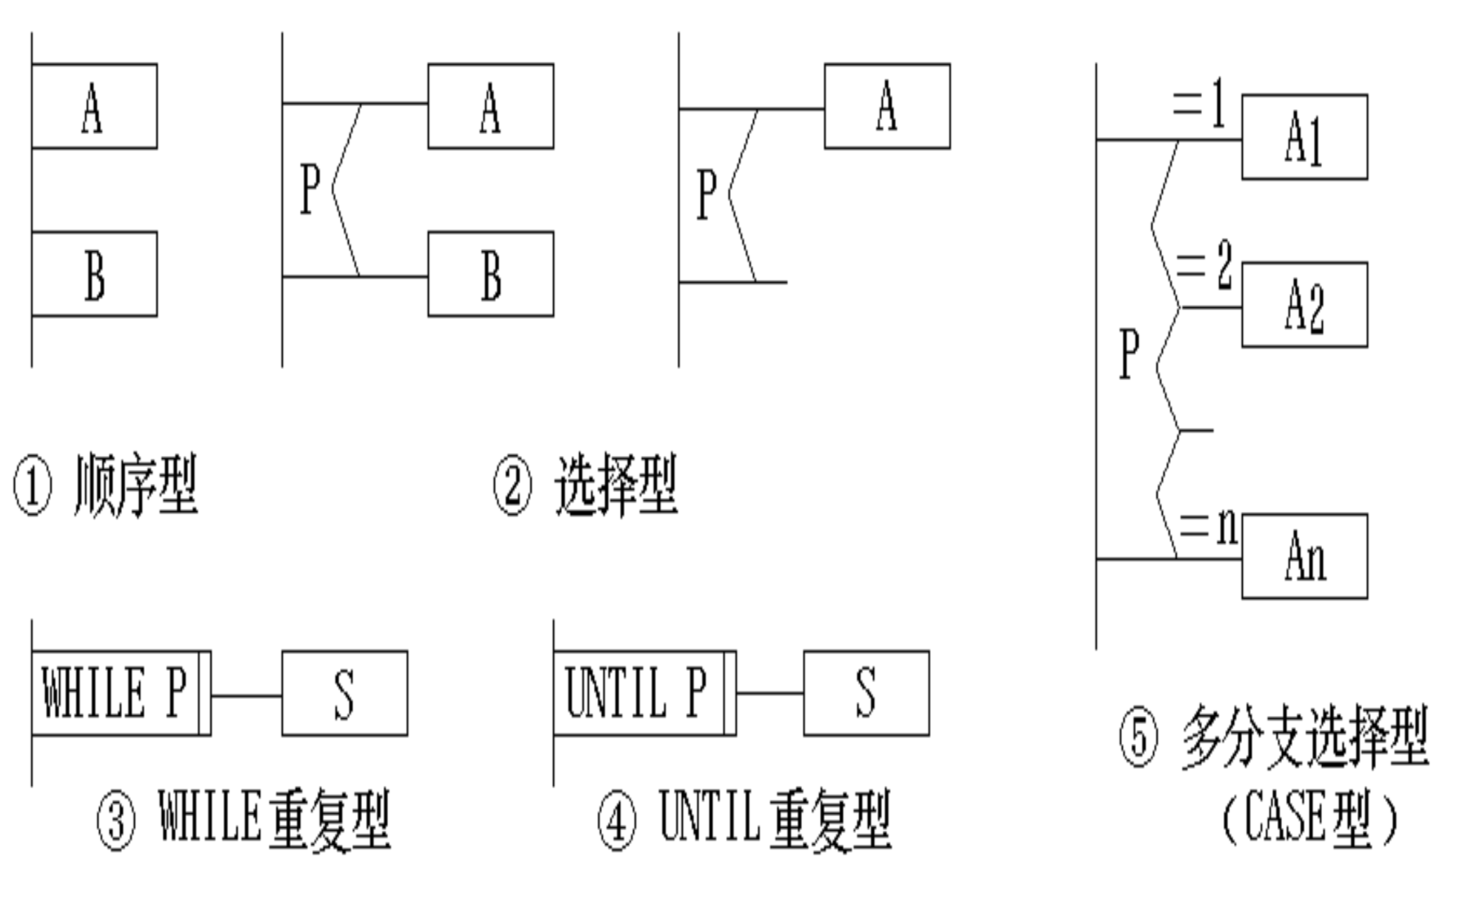 A
B
P
A
B
P
A
P
=1
A1
=2
A2
=n
An
① 顺序型
② 选择型
WHILE P
S
UNTIL P
S
③ WHILE重复型
④ UNTIL重复型
⑤ 多分支选择型
(CASE型)